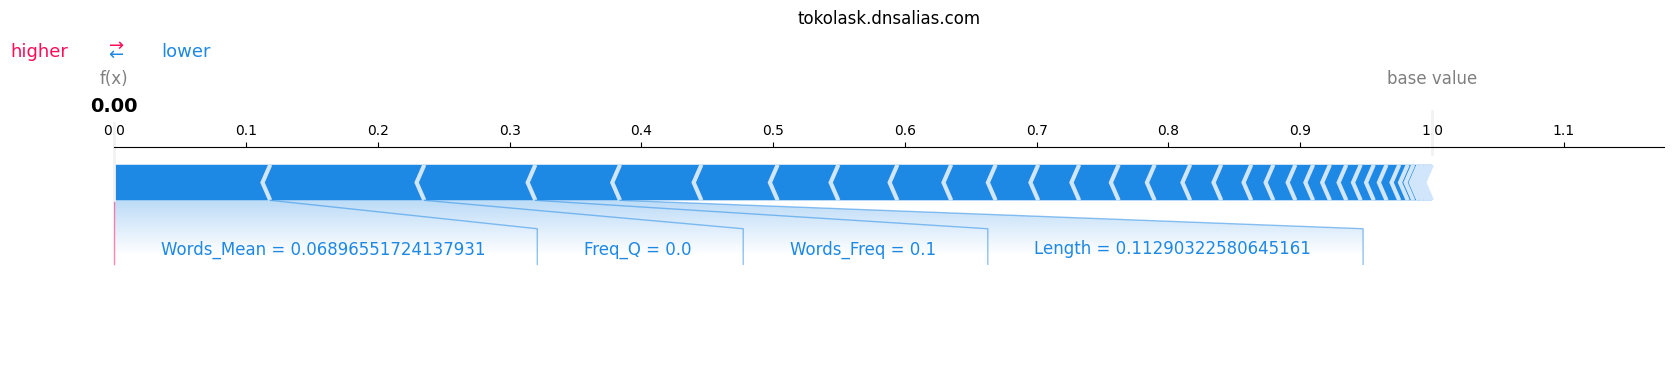 tokolask.dnsalias.com
higher → lower
←
f(x) base value
0.00
0.0 0.1 0.2 0.3 0.4 0.5 0.6 0.7 0.8 0.9 1.0 1.1
Words_Mean = 0.06896551724137931 Freq_Q = 0.0 Words_Freq = 0.1 Length = 0.11290322580645161